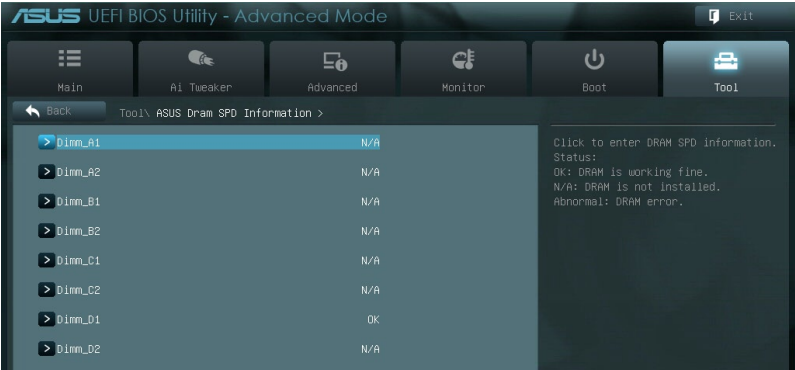 ASUS UEFI BIOS Utility - Advanced Mode
Exit
Main
Ai Tweaker
Advanced
Monitor
Boot
Tool
Back
Tool\ ASUS Dram SPD Information >
Dimm_A1 N/A
Dimm_A2 N/A
Dimm_B1 N/A
Dimm_B2 N/A
Dimm_C1 N/A
Dimm_C2 N/A
Dimm_D1 OK
Dimm_D2 N/A
Click to enter DRAM SPD information.
Status:
OK: DRAM is working fine.
N/A: DRAM is not installed.
Abnormal: DRAM error.